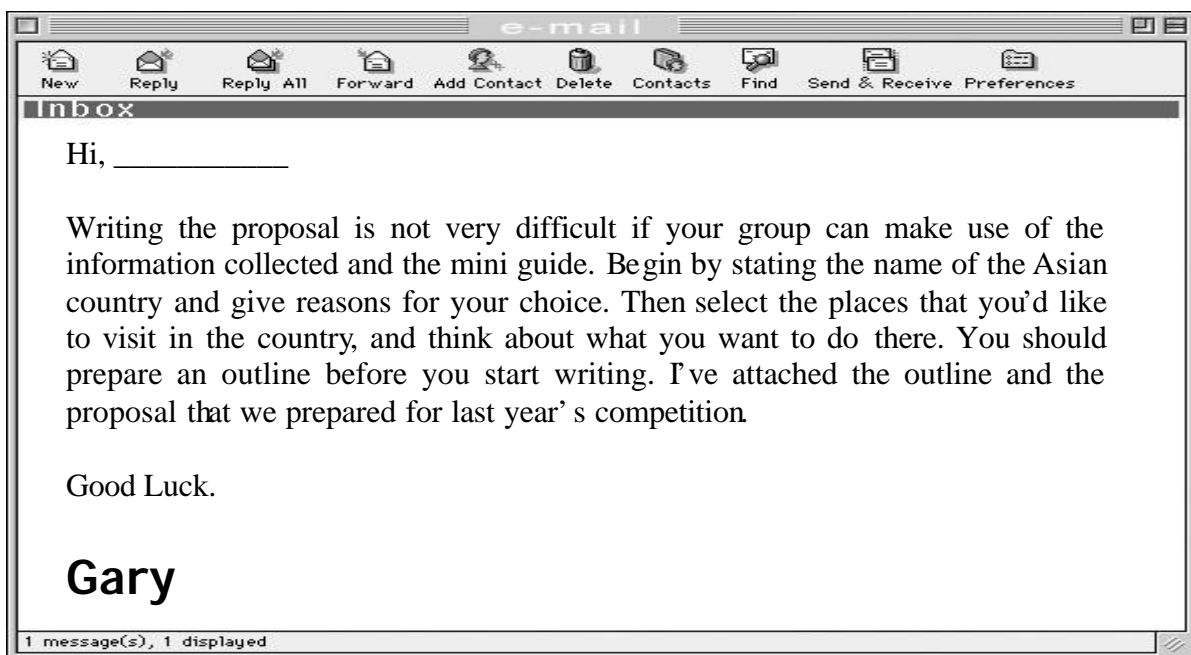 e-mail
New Reply Reply All Forward Add Contact Delete Contacts Find Send & Receive Preferences
Inbox
Hi, ___________
Writing the proposal is not very difficult if your group can make use of the
information collected and the mini guide. Begin by stating the name of the Asian
country and give reasons for your choice. Then select the places that you'd like
to visit in the country, and think about what you want to do there. You should
prepare an outline before you start writing. I've attached the outline and the
proposal that we prepared for last year's competition.
Good Luck.
Gary
1 message(s), 1 displayed